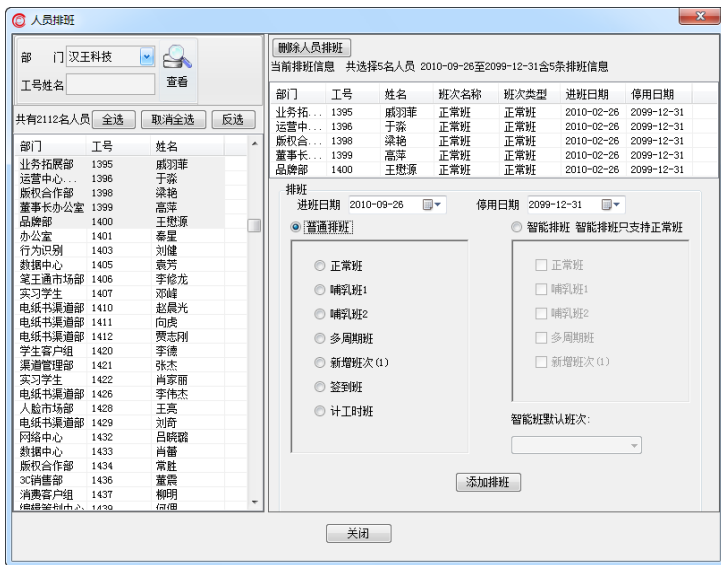 人员排班
部 门 汉王科技
工号姓名
查看
共有2112名人员 全选 取消全选 反选
部门 工号 姓名
业务拓展部 1395 戚羽菲
运营中心... 1396 于淼
版权合作部 1398 梁艳
董事长办公室 1399 高萍
品牌部 1400 王慰源
办公室 1401 秦星
行为识别 1403 刘健
数据中心 1405 袁芳
笔王通市场部 1406 李修龙
实习学生 1407 邓峰
电纸书渠道部 1410 赵晨光
电纸书渠道部 1411 向虎
电纸书渠道部 1412 贾志刚
学生客户组 1420 李德
渠道管理部 1421 张杰
实习学生 1422 肖家丽
电纸书渠道部 1426 李伟杰
人脸市场部 1428 王亮
电纸书渠道部 1429 刘奇
网络中心 1432 吕晓璐
数据中心 1433 肖蕾
版权合作部 1434 常胜
3C销售部 1436 董震
消费客户组 1437 柳明
编辑策划中心 1439
删除人员排班
当前排班信息 共选择5名人员 2010-09-26至2099-12-31含5条排班信息
部门 工号 姓名 班次名称 班次类型 进班日期 停用日期
业务拓... 1395 戚羽菲 正常班 正常班 2010-02-26 2099-12-31
运营中... 1396 于淼 正常班 正常班 2010-02-26 2099-12-31
版权合... 1398 梁艳 正常班 正常班 2010-02-26 2099-12-31
董事长... 1399 高萍 正常班 正常班 2010-02-26 2099-12-31
品牌部 1400 王慰源 正常班 正常班 2010-02-26 2099-12-31
排班
进班日期 2010-09-26 停用日期 2099-12-31
普通排班 智能排班 智能排班只支持正常班
正常班 正常班
哺乳班1 哺乳班1
哺乳班2 哺乳班2
多周期班 多周期班
新增班次(1) 新增班次(1)
签到班
计工时班
智能班默认班次:
添加排班
关闭